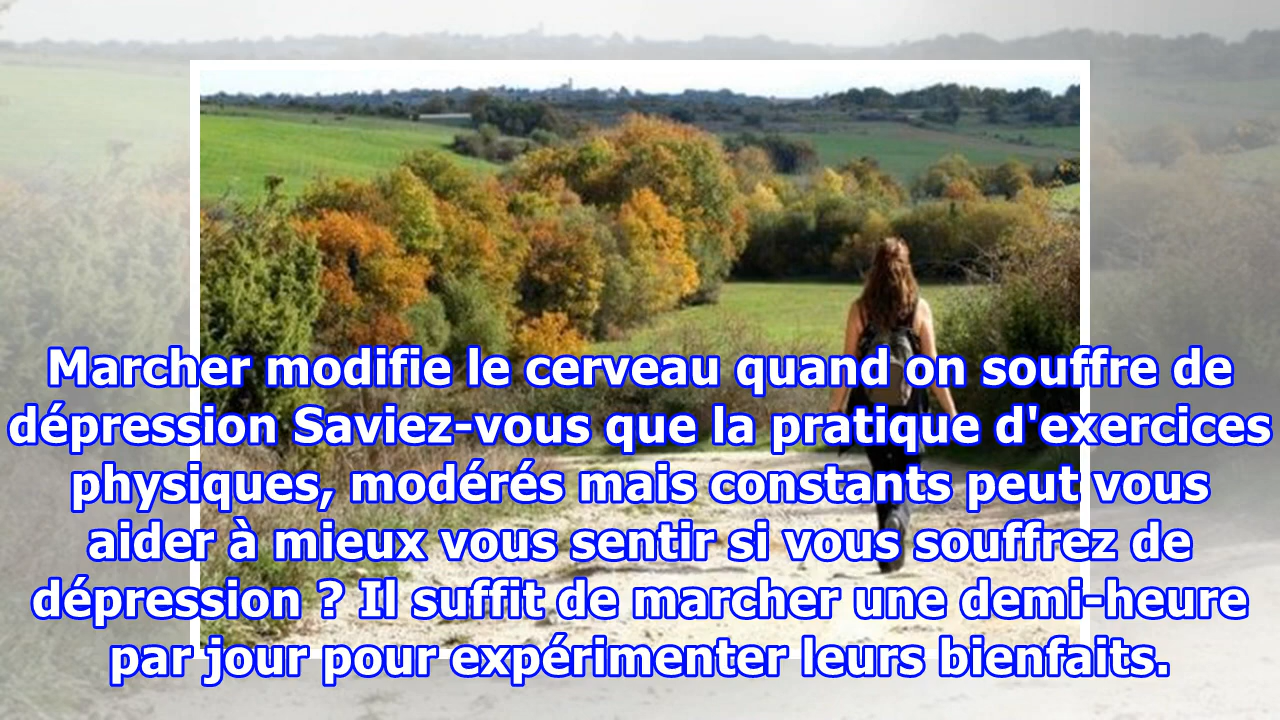 Marcher modifie le cerveau quand on souffre de
dépression Saviez-vous que la pratique d'exercices
physiques, modérés mais constants peut vous
aider à mieux vous sentir si vous souffrez de
dépression ? Il suffit de marcher une demi-heure
par jour pour expérimenter leurs bienfaits.